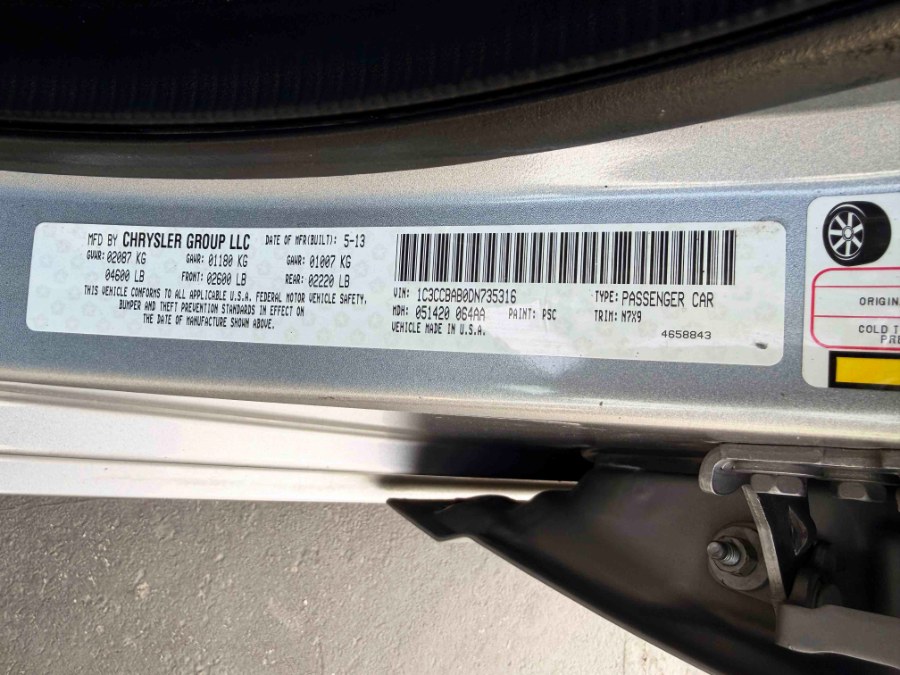 MFD BY CHRYSLER GROUP LLC DATE OF MFR(BUILT): 5-13
GVWR: 02087 KG GAWR: 01180 KG GAWR: 01007 KG
04600 LB FRONT: 02600 LB REAR: 02220 LB
THIS VEHICLE CONFORMS TO ALL APPLICABLE U.S.A. FEDERAL MOTOR VEHICLE SAFETY,
BUMPER AND THEFT PREVENTION STANDARDS IN EFFECT ON
THE DATE OF MANUFACTURE SHOWN ABOVE.
VIN: 1C3CCBAB0DN735316 TYPE: PASSENGER CAR
MDH: 051420 064AA PAINT: PSC TRIM: N7X9
VEHICLE MADE IN U.S.A. 4658843
ORIGIN
COLD T
PRE